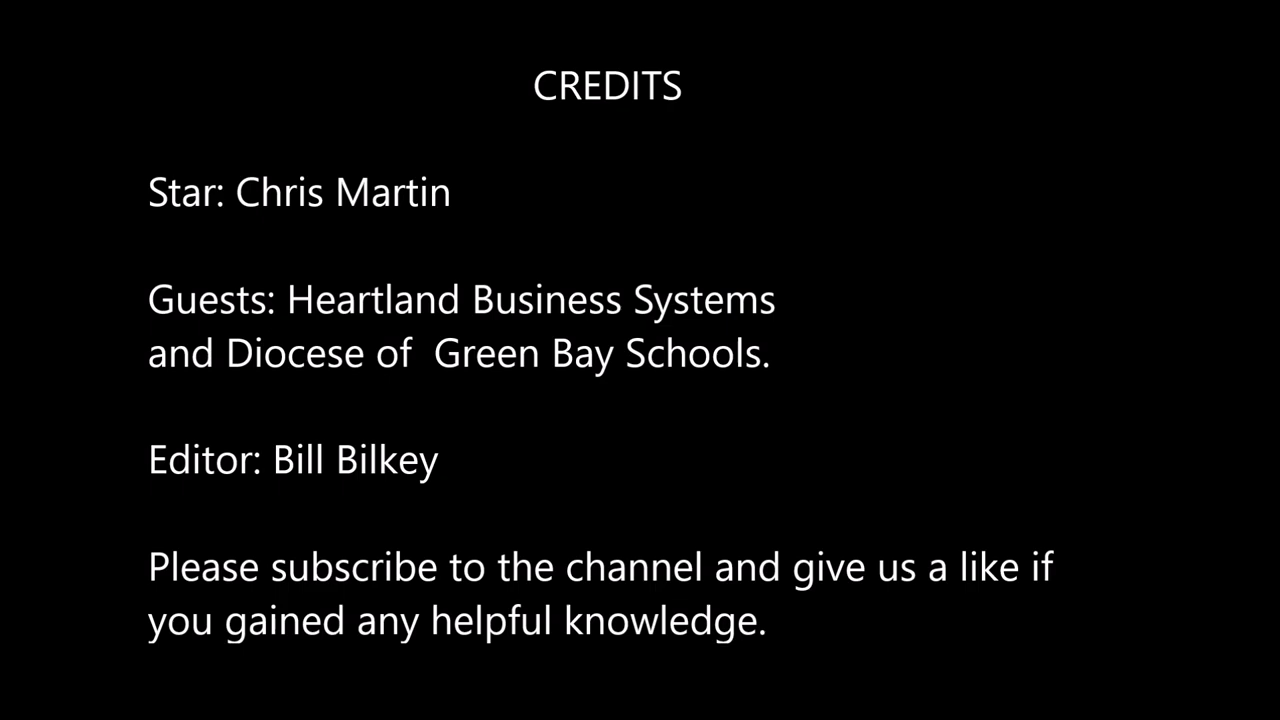 CREDITS
Star: Chris Martin
Guests: Heartland Business Systems
and Diocese of  Green Bay Schools.
Editor: Bill Bilkey
Please subscribe to the channel and give us a like if
you gained any helpful knowledge.